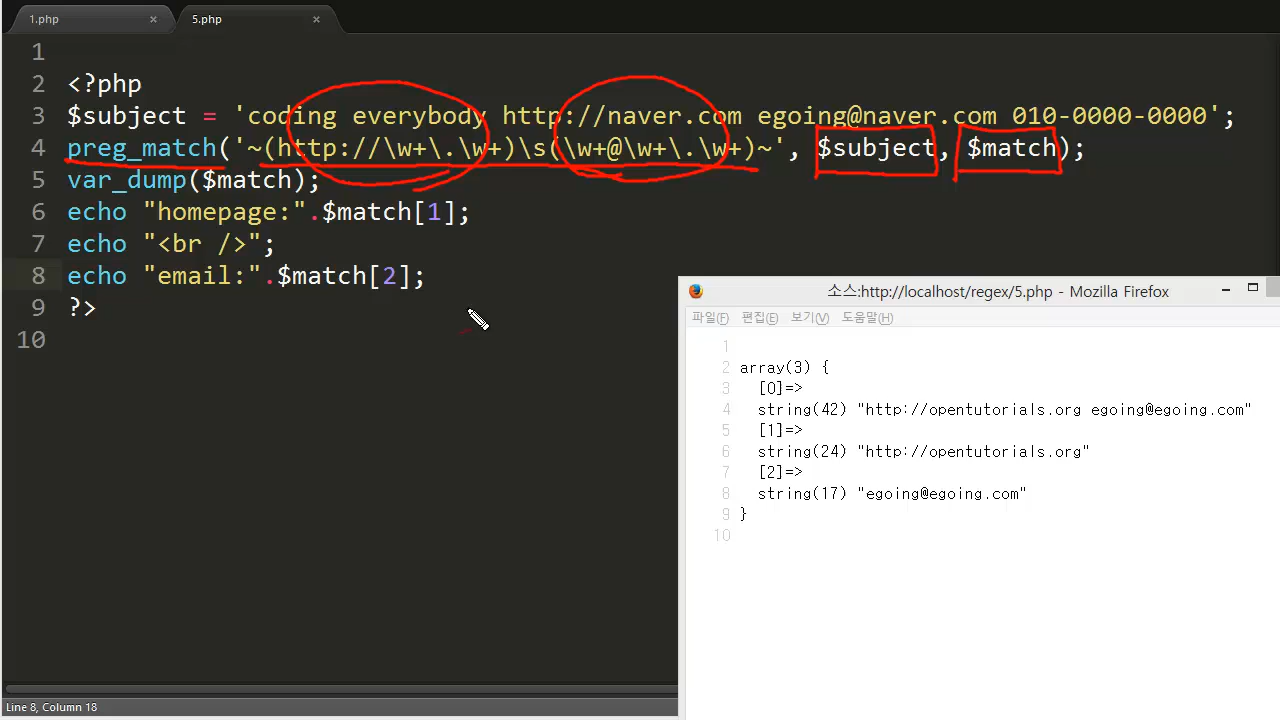 1.php × 5.php ×
1
2 <?php
3 $subject = 'coding everybody http://naver.com egoing@naver.com 010-0000-0000';
4 preg_match('~(http://\w+\.\w+)\s(\w+@\w+\.\w+)~', $subject, $match);
5 var_dump($match);
6 echo "homepage:".$match[1];
7 echo "<br />";
8 echo "email:".$match[2];
9 ?>
10
소스:http://localhost/regex/5.php - Mozilla Firefox
파일(F) 편집(E) 보기(V) 도움말(H)
1
2 array(3) {
3 [0]=>
4 string(42) "http://opentutorials.org egoing@egoing.com"
5 [1]=>
6 string(24) "http://opentutorials.org"
7 [2]=>
8 string(17) "egoing@egoing.com"
9 }
10
Line 8, Column 18